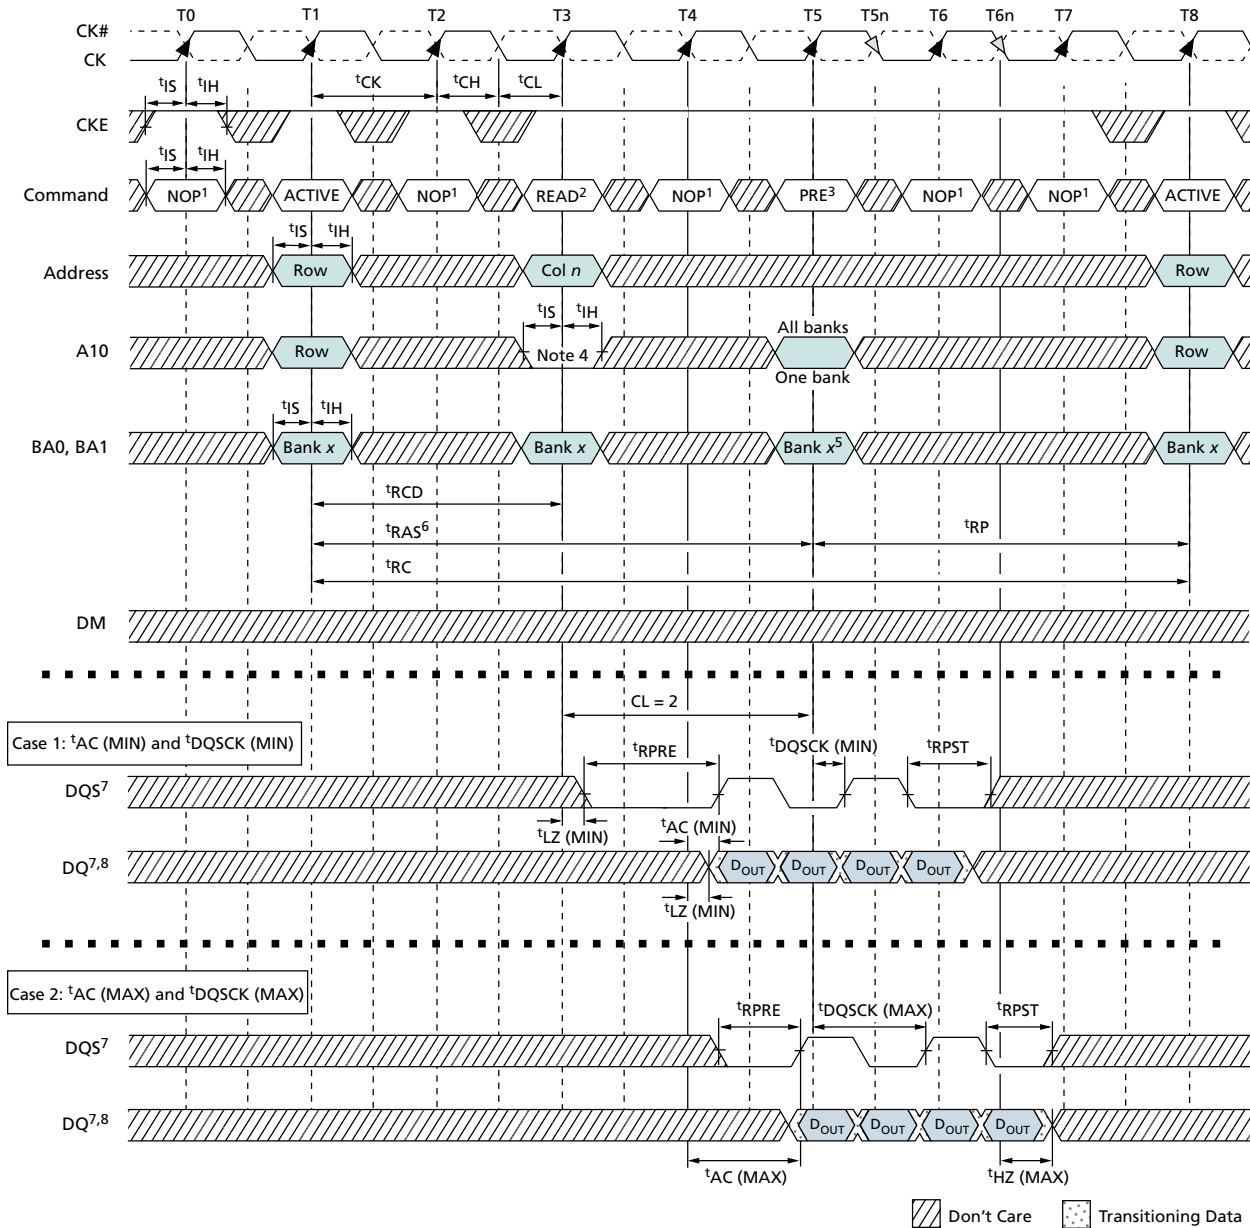 T0 T1 T2 T3 T4 T5 T5n T6 T6n T7 T8
CK#
CK
tIS tIH tCK tCH tCL
CKE
tIS tIH
Command NOP1 ACTIVE NOP1 READ2 NOP1 PRE3 NOP1 NOP1 ACTIVE
tIS tIH
Address Row Col n Row
tIS tIH All banks
A10 Row Note 4 Row
One bank
tIS tIH
BA0, BA1 Bank x Bank x Bank x5 Bank x
tRCD
tRAS6 tRP
tRC
DM
CL = 2
Case 1: tAC (MIN) and tDQSCK (MIN)
tRPRE tDQSCK (MIN) tRPST
DQS7
tLZ (MIN) tAC (MIN)
DQ7,8 DOUT DOUT DOUT DOUT
tLZ (MIN)
Case 2: tAC (MAX) and tDQSCK (MAX)
tRPRE tDQSCK (MAX) tRPST
DQS7
DQ7,8 DOUT DOUT DOUT DOUT
tAC (MAX) tHZ (MAX)
Don't Care Transitioning Data